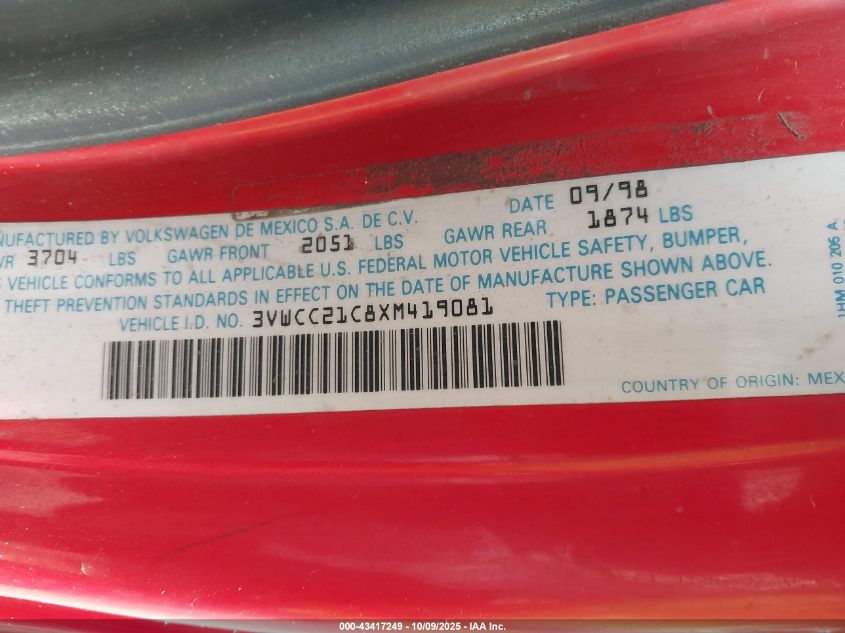 NUFACTURED BY VOLKSWAGEN DE MEXICO S.A. DE C.V. DATE 09/98
VR 3704 LBS GAWR FRONT 2051 LBS GAWR REAR 1874 LBS
VEHICLE CONFORMS TO ALL APPLICABLE U.S. FEDERAL MOTOR VEHICLE SAFETY, BUMPER,
THEFT PREVENTION STANDARDS IN EFFECT ON THE DATE OF MANUFACTURE SHOWN ABOVE.
VEHICLE I.D. NO. 3VWCC21C8XM419081 TYPE: PASSENGER CAR
COUNTRY OF ORIGIN: MEX
1HM 010 206 A
000-43417249 - 10/09/2025 - IAA Inc.